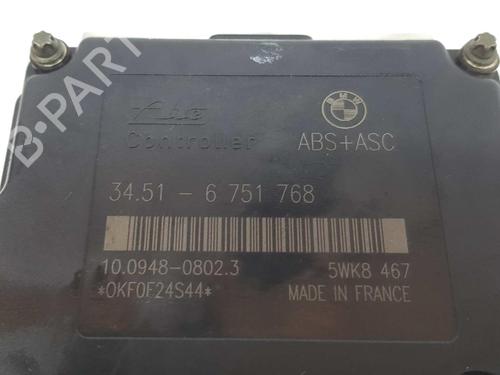 B-PARTS
Ate
BMW
Controller ABS+ASC
34.51 - 6 751 768
10.0948-0802.3 5WK8 467
*0KF0F24S44* MADE IN FRANCE